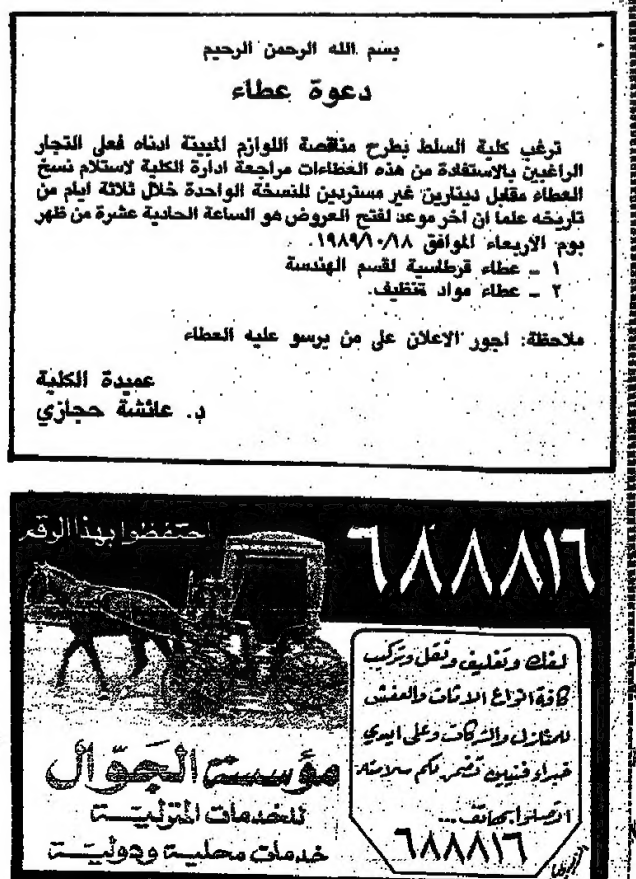 بسم الله الرحمن الرحيم
دعوة عطاء
ترغب كلية السلط بطرح مناقصة اللوازم المبينة ادناه فعلى التجار
الراغبين بالاستفادة من هذه العطاءات مراجعة ادارة الكلية لاستلام نسخ
العطاء مقابل دينارين غير مستردين للنسخة الواحدة خلال ثلاثة ايام من
تاريخه علما ان اخر موعد لفتح العروض هو الساعة الحادية عشرة من ظهر
يوم الاربعاء الموافق ١٩٨٩/١٠/١٨.
١ ـ عطاء قرطاسية لقسم الهندسة
٢ ـ عطاء مواد تنظيف.
ملاحظة: اجور الاعلان على من يرسو عليه العطاء
عميدة الكلية
د. عائشة حجازي
احتفضوا بهذا الرقم
٦٨٨٨١٦
لفك وتغليف ونقل وتركيب
كافة انواع الاثاث والعفش
للمنازل والشركات وعلى ايدي
خبراء فنيين تضمن لكم سلامته
اتصلوا بهاتف...
٦٨٨٨١٦
مؤسسة الجَوّال
للخدمات المنزلية
خدمات محلية ودولية